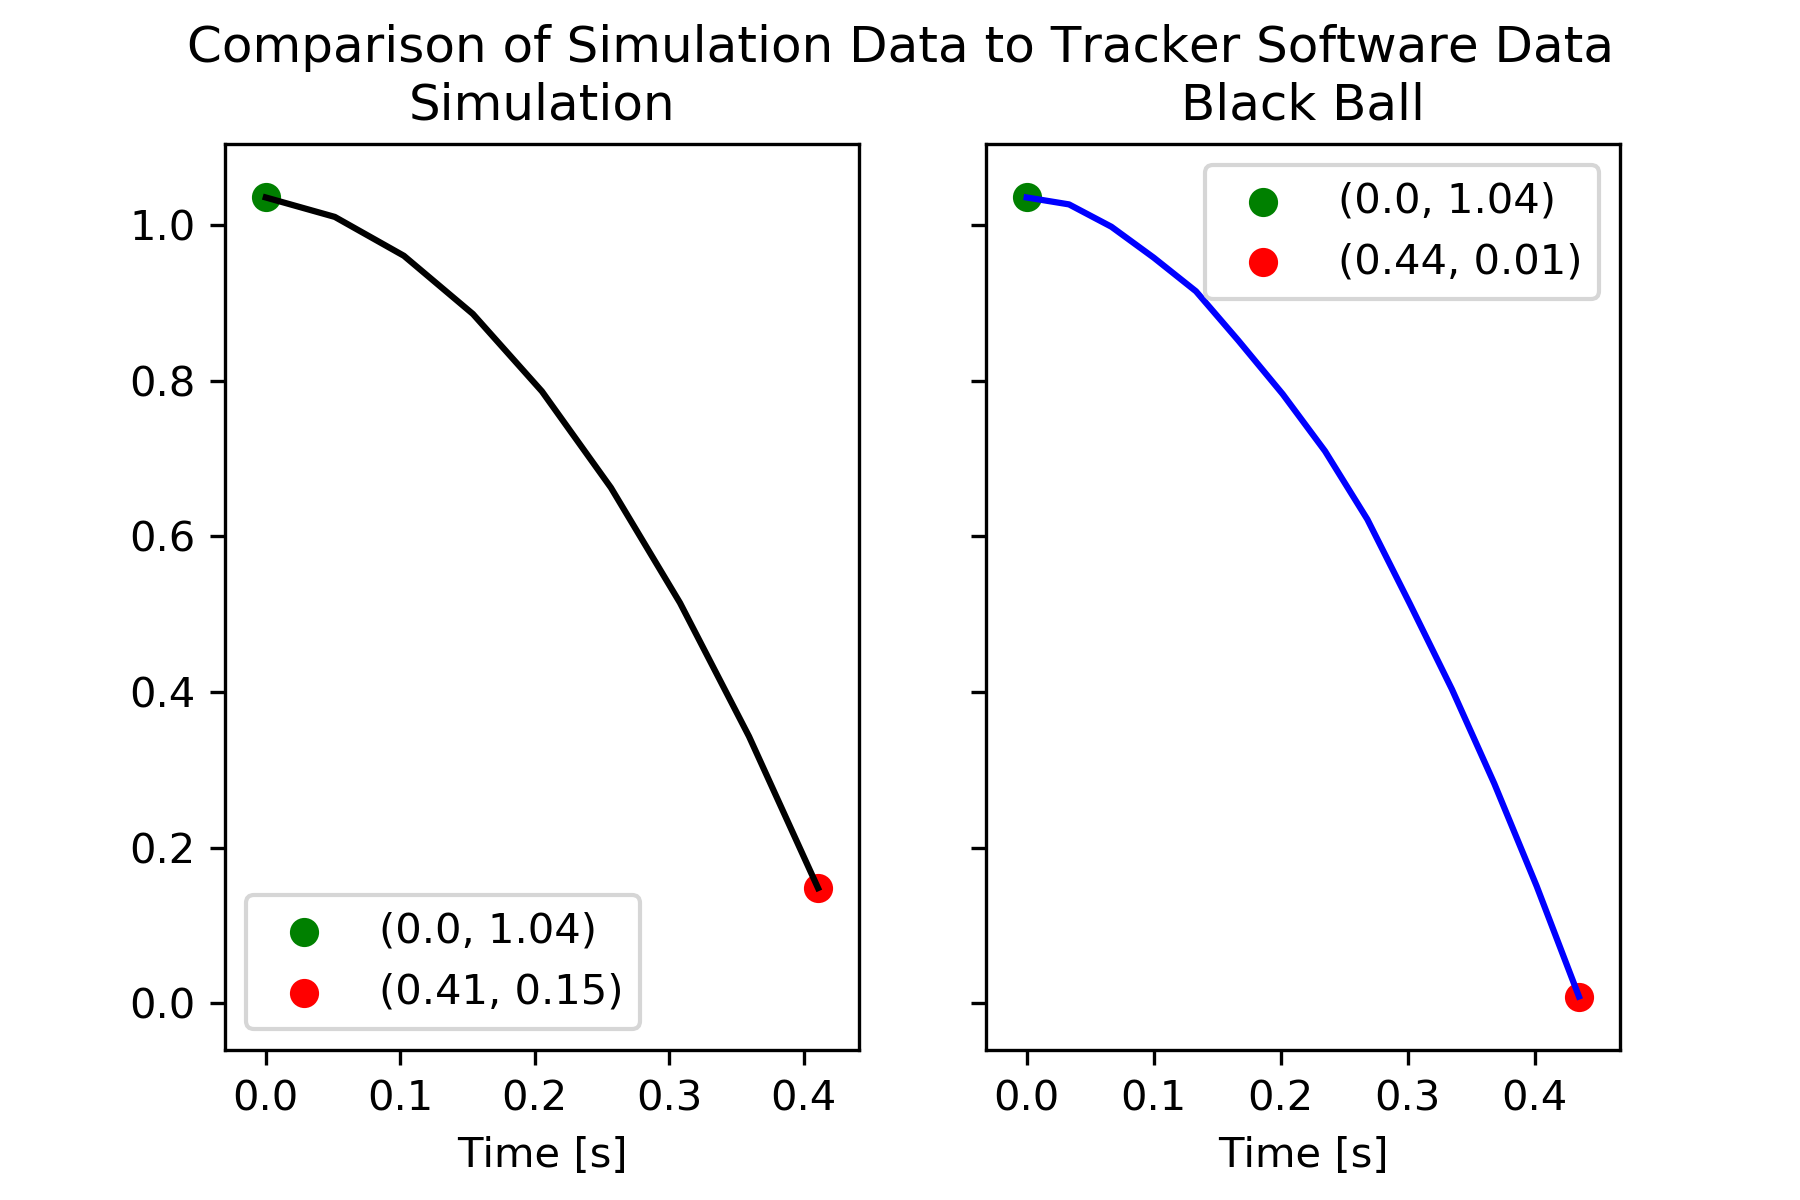 Comparison of Simulation Data to Tracker Software Data
Simulation
Black Ball
1.0
0.8
0.6
0.4
0.2
0.0
(0.0, 1.04)
(0.41, 0.15)
0.0 0.1 0.2 0.3 0.4
Time [s]
(0.0, 1.04)
(0.44, 0.01)
0.0 0.1 0.2 0.3 0.4
Time [s]